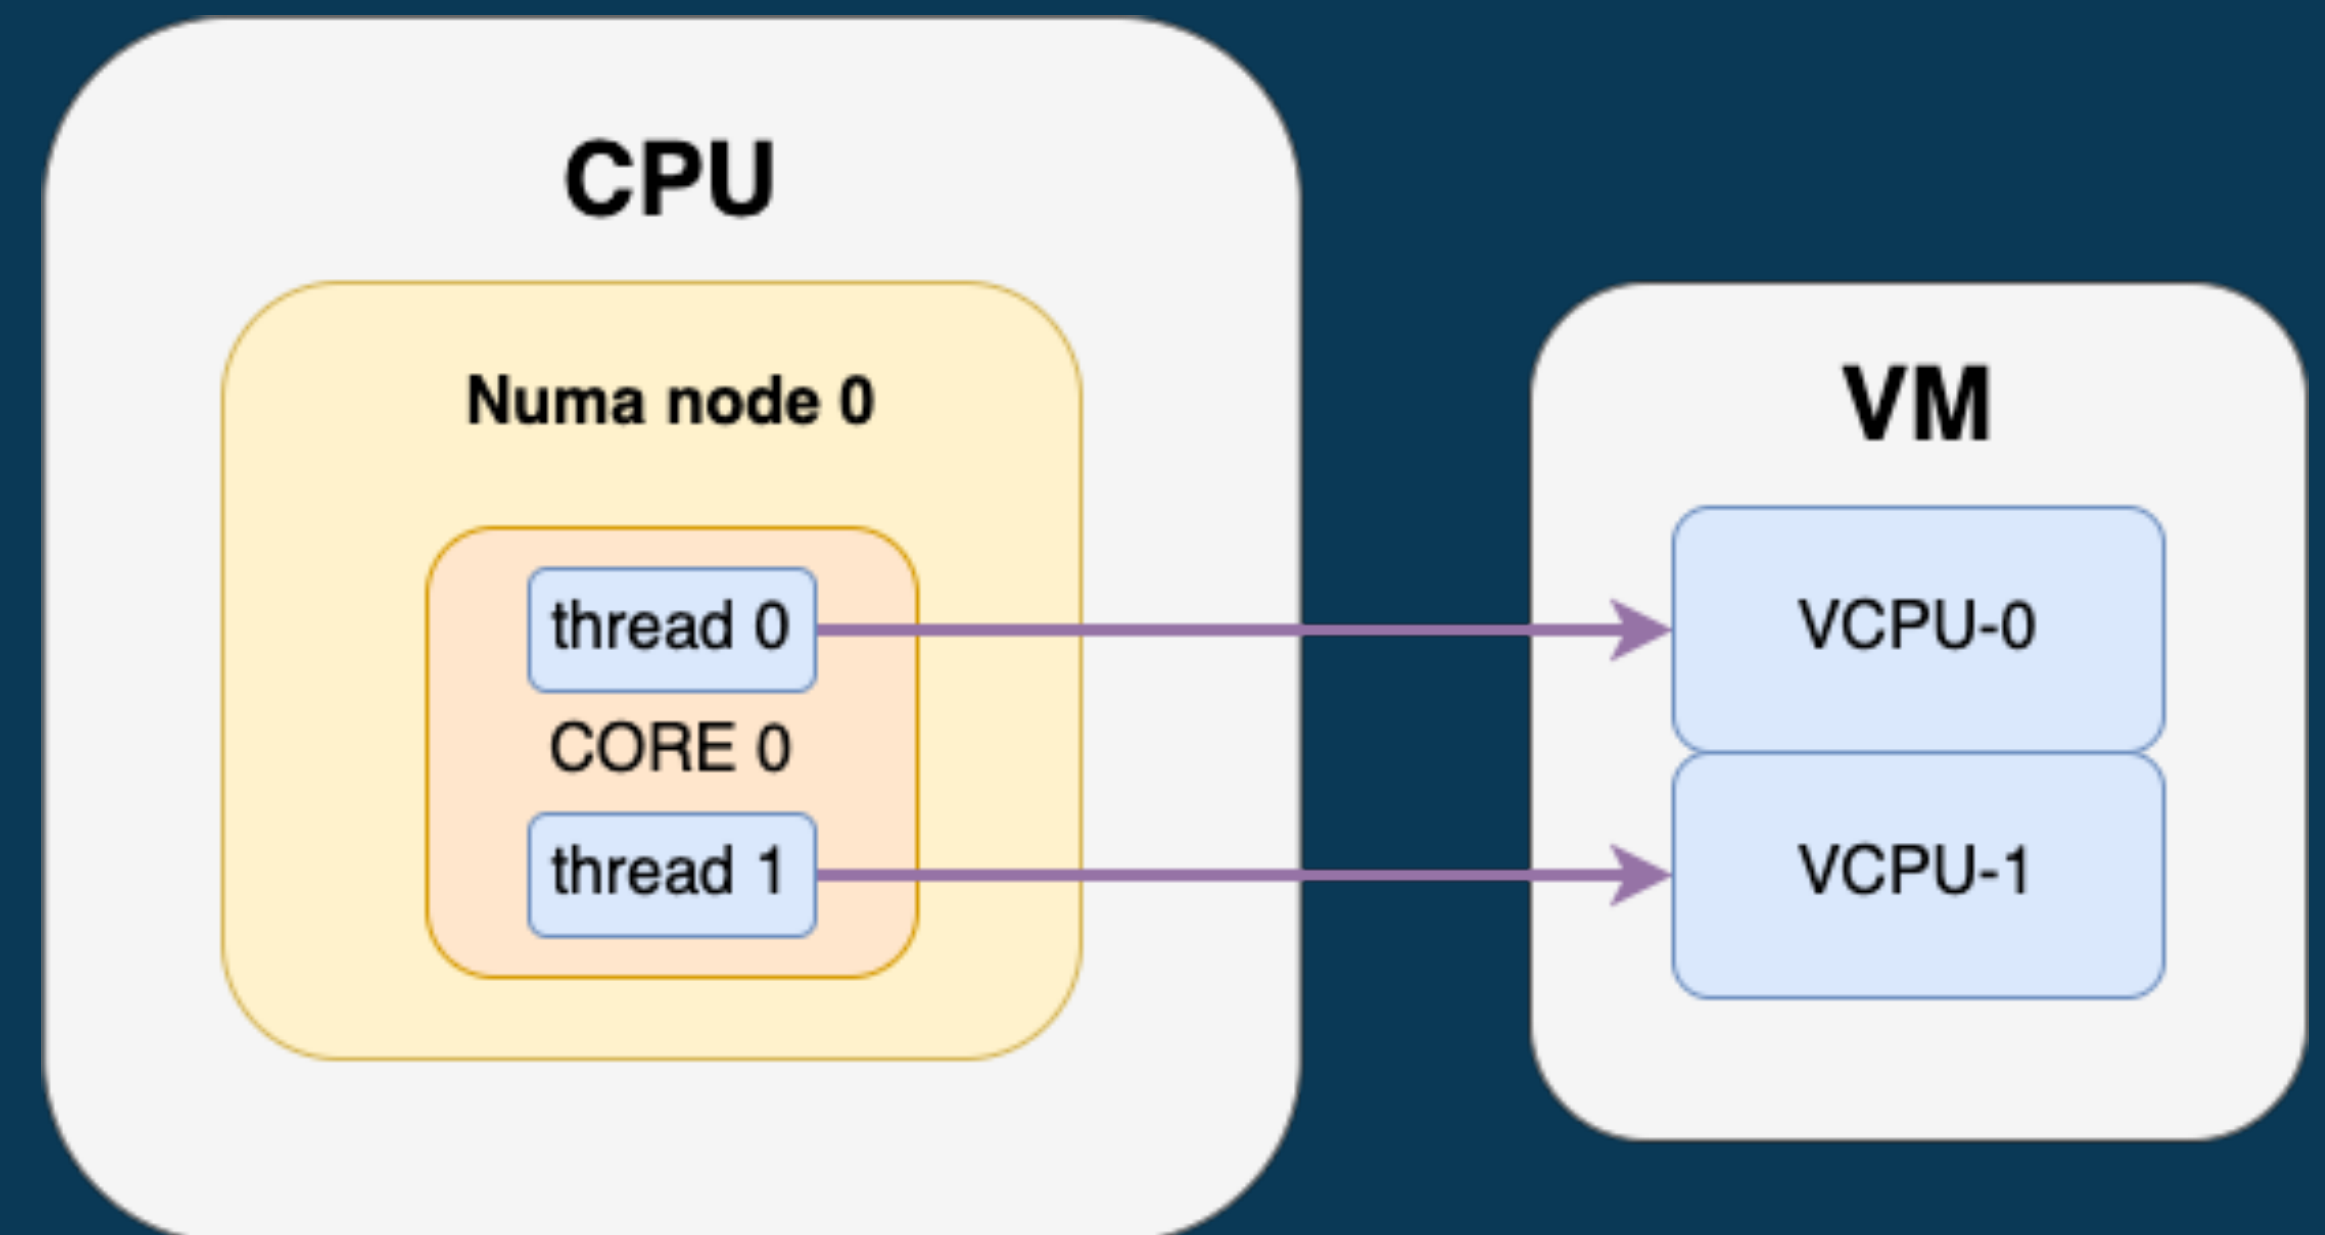 CPU
Numa node 0
thread 0
CORE 0
thread 1
VM
VCPU-0
VCPU-1